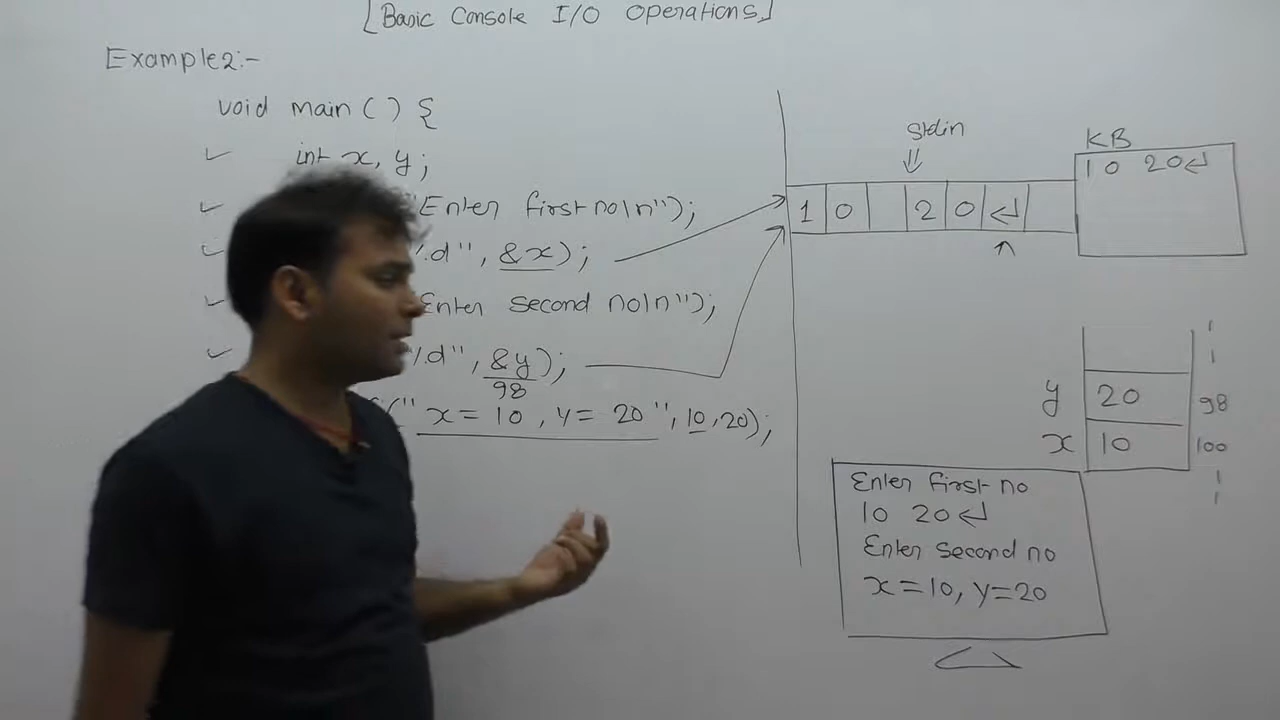 [Basic Console I/O Operations]
Example2:-
void main ( ) {
int x, y ;
"Enter first no\n");
%d", &x);
Enter second no\n");
%d", &y);
98
(" x = 10 , y = 20 ", 10,20);
stdin
⇓
1 0 2 0 ↵
↑
KB
10 20↵
y 20 98
x 10 100
Enter first no
10 20↵
Enter second no
x=10, y=20